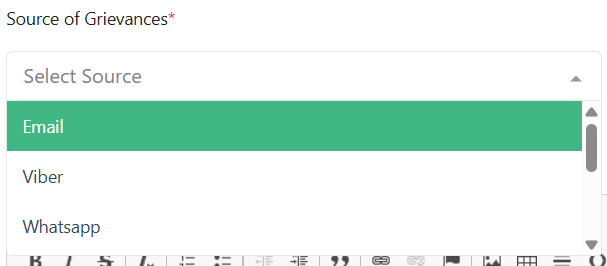 Source of Grievances*
Select Source
Email
Viber
Whatsapp